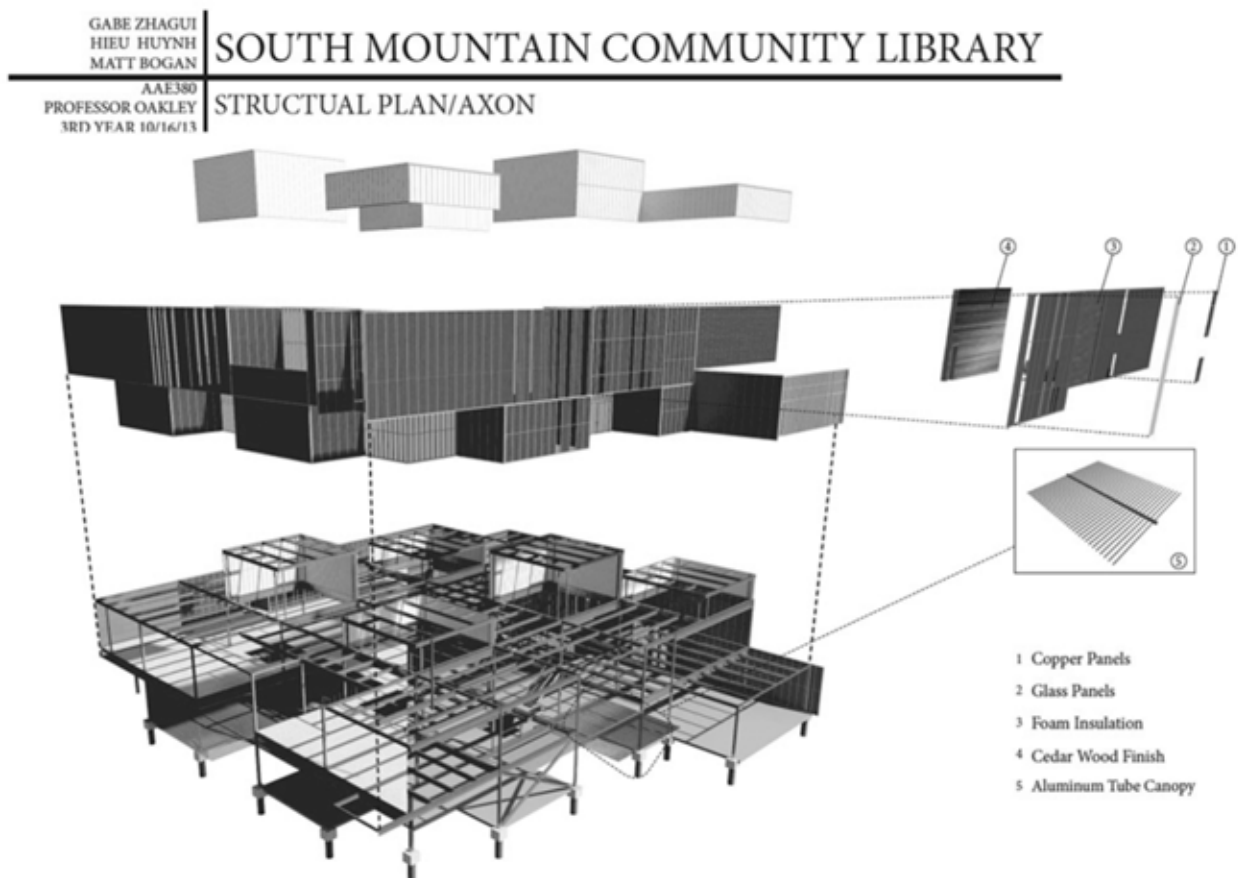 GABE ZHAGUI
HIEU HUYNH
MATT BOGAN
SOUTH MOUNTAIN COMMUNITY LIBRARY
AAE380
PROFESSOR OAKLEY
3RD YEAR 10/16/13
STRUCTUAL PLAN/AXON
4
3
2
1
5
1 Copper Panels
2 Glass Panels
3 Foam Insulation
4 Cedar Wood Finish
5 Aluminum Tube Canopy